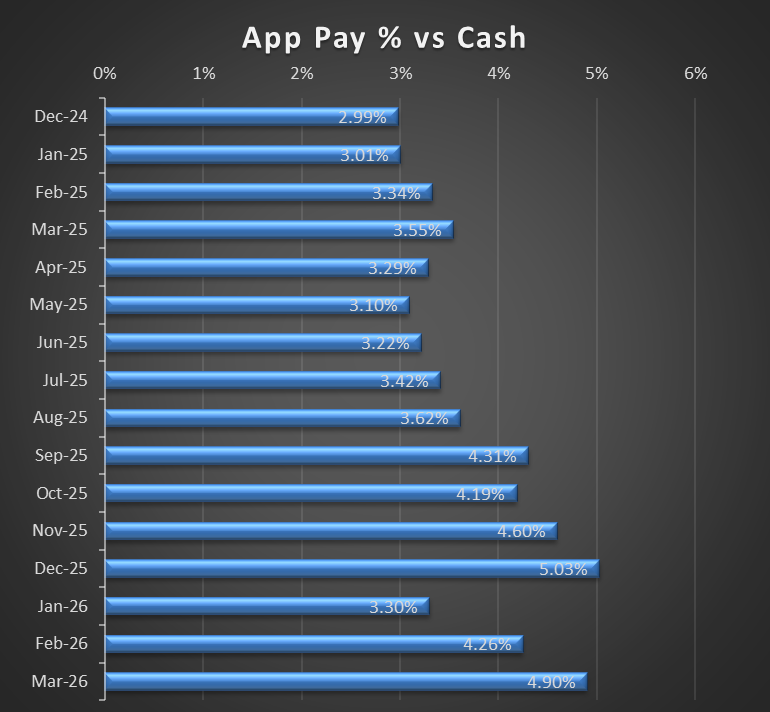 App Pay % vs Cash
0% 1% 2% 3% 4% 5% 6%
Dec-24 2.99%
Jan-25 3.01%
Feb-25 3.34%
Mar-25 3.55%
Apr-25 3.29%
May-25 3.10%
Jun-25 3.22%
Jul-25 3.42%
Aug-25 3.62%
Sep-25 4.31%
Oct-25 4.19%
Nov-25 4.60%
Dec-25 5.03%
Jan-26 3.30%
Feb-26 4.26%
Mar-26 4.90%